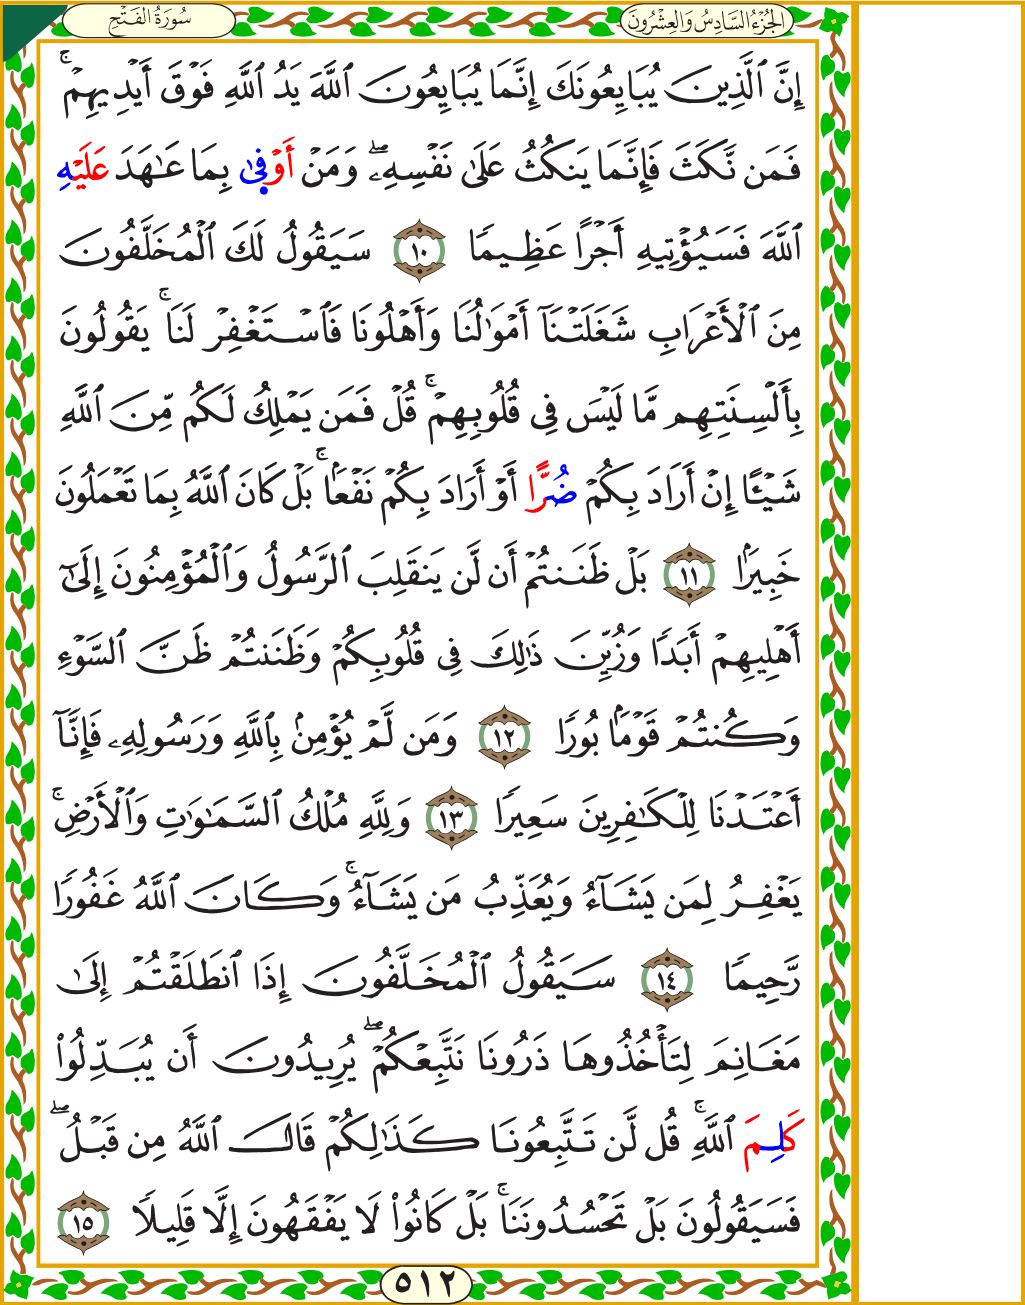 الجُزْءُ السَّادِسُ وَالعِشْرُونَ
سُورَةُ الفَتْحِ
إِنَّ ٱلَّذِينَ يُبَايِعُونَكَ إِنَّمَا يُبَايِعُونَ ٱللَّهَ يَدُ ٱللَّهِ فَوْقَ أَيْدِيهِمْۚ
فَمَن نَّكَثَ فَإِنَّمَا يَنكُثُ عَلَىٰ نَفْسِهِۦۖ وَمَنْ أَوْفٜىٰ بِمَا عَٰهَدَ عَلَيْهِ
ٱللَّهَ فَسَيُؤْتِيهِ أَجْرًا عَظِيمًا ١٠ سَيَقُولُ لَكَ ٱلْمُخَلَّفُونَ
مِنَ ٱلْأَعْرَابِ شَغَلَتْنَآ أَمْوَٰلُنَا وَأَهْلُونَا فَٱسْتَغْفِرْ لَنَاۚ يَقُولُونَ
بِأَلْسِنَتِهِم مَّا لَيْسَ فِي قُلُوبِهِمْۚ قُلْ فَمَن يَمْلِكُ لَكُم مِّنَ ٱللَّهِ
شَيْـًٔا إِنْ أَرَادَ بِكُمْ ضُرًّا أَوْ أَرَادَ بِكُمْ نَفْعَۢاۚ بَلْ كَانَ ٱللَّهُ بِمَا تَعْمَلُونَ
خَبِيرَۢا ١١ بَلْ ظَنَنتُمْ أَن لَّن يَنقَلِبَ ٱلرَّسُولُ وَٱلْمُؤْمِنُونَ إِلَىٰٓ
أَهْلِيهِمْ أَبَدًا وَزُيِّنَ ذَٰلِكَ فِي قُلُوبِكُمْ وَظَنَنتُمْ ظَنَّ ٱلسَّوْءِ
وَكُنتُمْ قَوْمَۢا بُورًا ١٢ وَمَن لَّمْ يُؤْمِنۢ بِٱللَّهِ وَرَسُولِهِۦ فَإِنَّآ
أَعْتَدْنَا لِلْكَٰفِرِينَ سَعِيرًا ١٣ وَلِلَّهِ مُلْكُ ٱلسَّمَٰوَٰتِ وَٱلْأَرْضِۚ
يَغْفِرُ لِمَن يَشَآءُ وَيُعَذِّبُ مَن يَشَآءُۚ وَكَانَ ٱللَّهُ غَفُورًا
رَّحِيمًا ١٤ سَيَقُولُ ٱلْمُخَلَّفُونَ إِذَا ٱنطَلَقْتُمْ إِلَىٰ
مَغَانِمَ لِتَأْخُذُوهَا ذَرُونَا نَتَّبِعْكُمْۖ يُرِيدُونَ أَن يُبَدِّلُوا۟
كَلِمَ ٱللَّهِۚ قُل لَّن تَتَّبِعُونَا كَذَٰلِكُمْ قَالَ ٱللَّهُ مِن قَبْلُۖ
فَسَيَقُولُونَ بَلْ تَحْسُدُونَنَاۚ بَلْ كَانُوا۟ لَا يَفْقَهُونَ إِلَّا قَلِيلًا ١٥
٥١٢